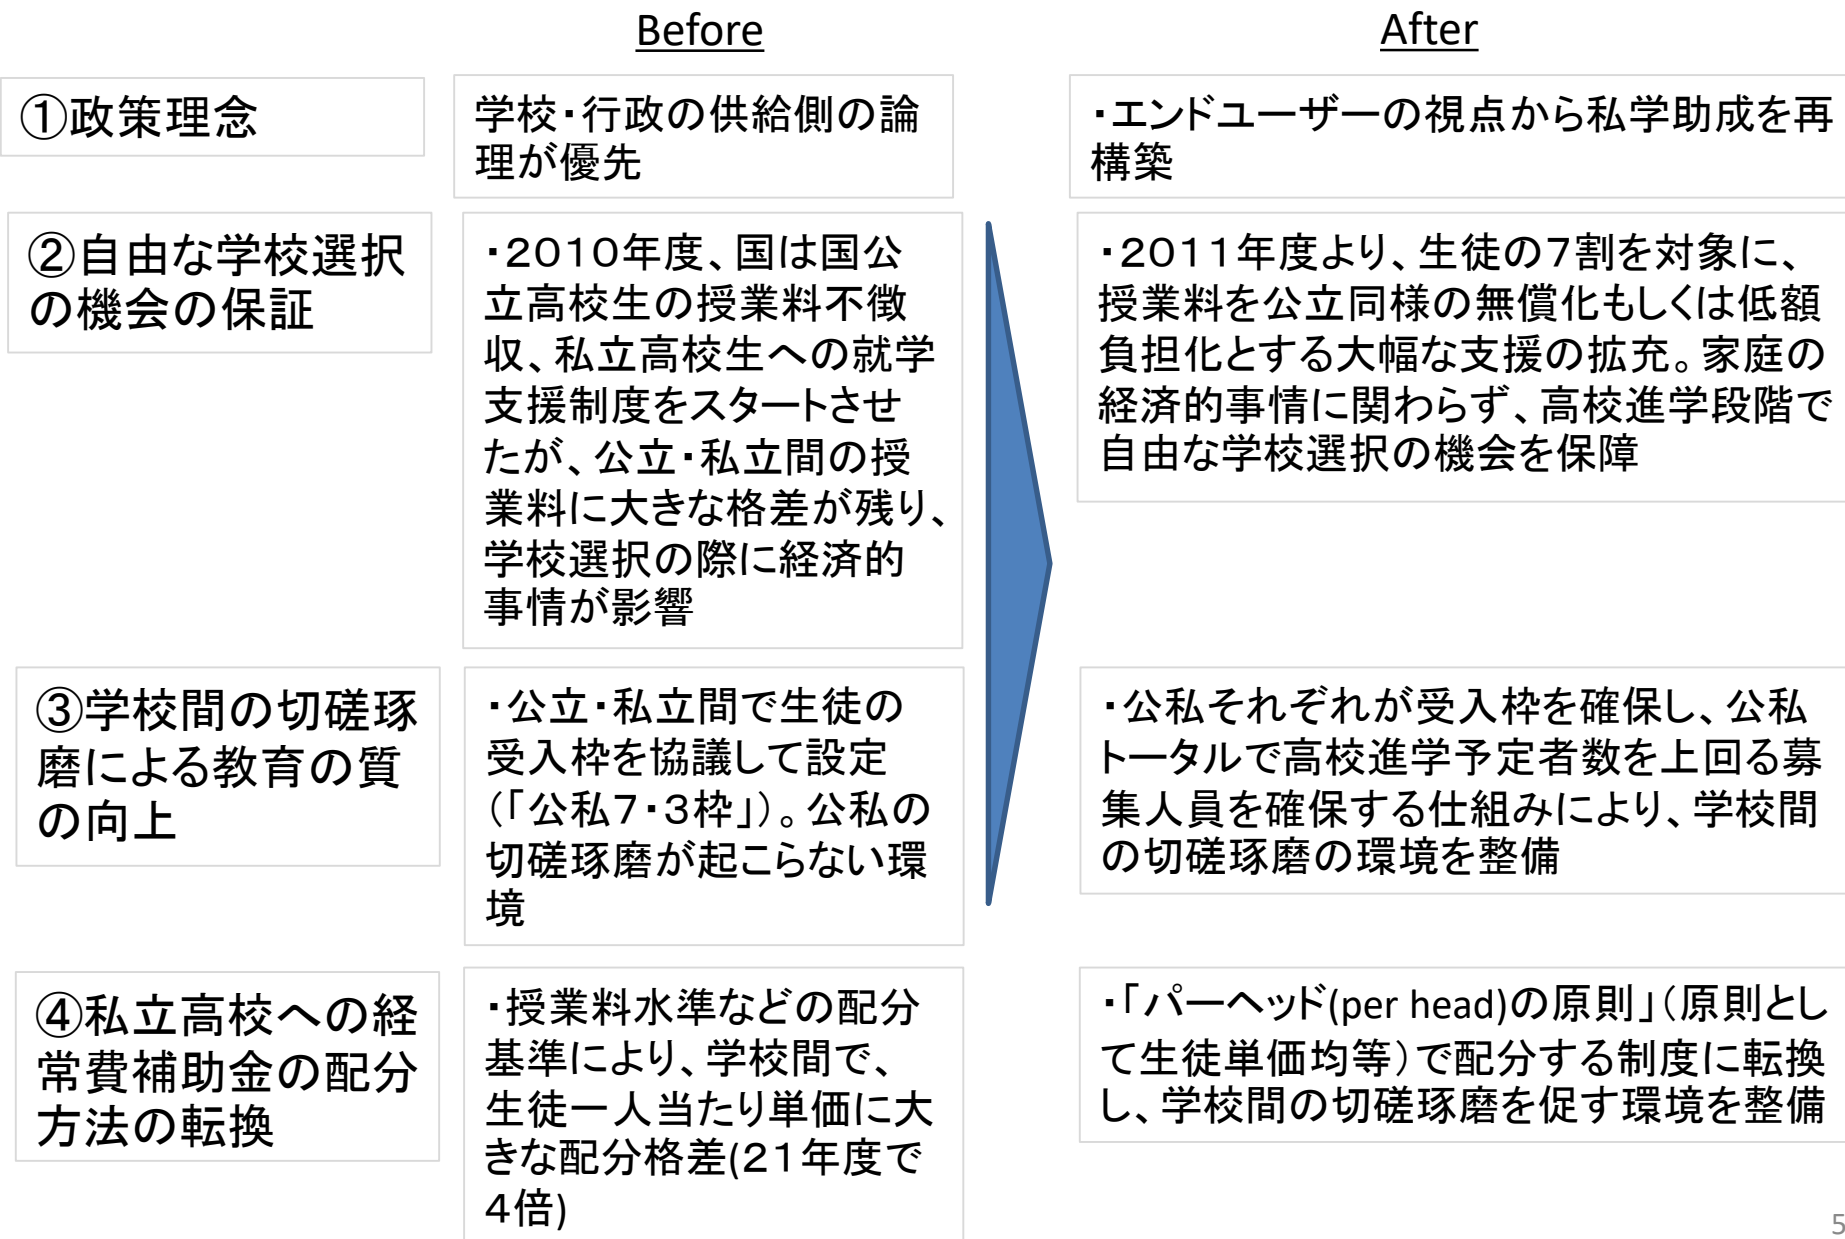 Before
After
①政策理念
学校・行政の供給側の論
理が優先
・エンドユーザーの視点から私学助成を再
構築
②自由な学校選択
の機会の保証
・2010年度、国は国公
立高校生の授業料不徴
収、私立高校生への就学
支援制度をスタートさせ
たが、公立・私立間の授
業料に大きな格差が残り、
学校選択の際に経済的
事情が影響
・2011年度より、生徒の7割を対象に、
授業料を公立同様の無償化もしくは低額
負担化とする大幅な支援の拡充。家庭の
経済的事情に関わらず、高校進学段階で
自由な学校選択の機会を保障
③学校間の切磋琢
磨による教育の質
の向上
・公立・私立間で生徒の
受入枠を協議して設定
(「公私7・3枠」)。公私の
切磋琢磨が起こらない環
境
・公私それぞれが受入枠を確保し、公私
トータルで高校進学予定者数を上回る募
集人員を確保する仕組みにより、学校間
の切磋琢磨の環境を整備
④私立高校への経
常費補助金の配分
方法の転換
・授業料水準などの配分
基準により、学校間で、
生徒一人当たり単価に大
きな配分格差(21年度で
4倍)
・「パーヘッド(per head)の原則」(原則とし
て生徒単価均等)で配分する制度に転換
し、学校間の切磋琢磨を促す環境を整備
5